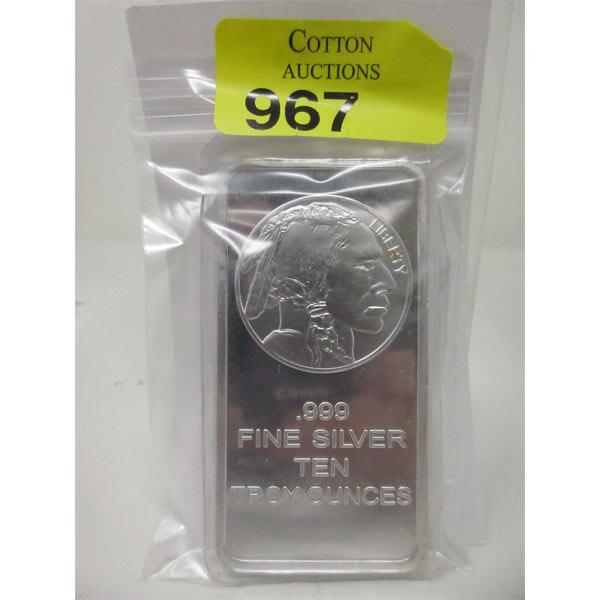 COTTON
AUCTIONS
967
LIBERTY
.999
FINE SILVER
TEN
TROY OUNCES